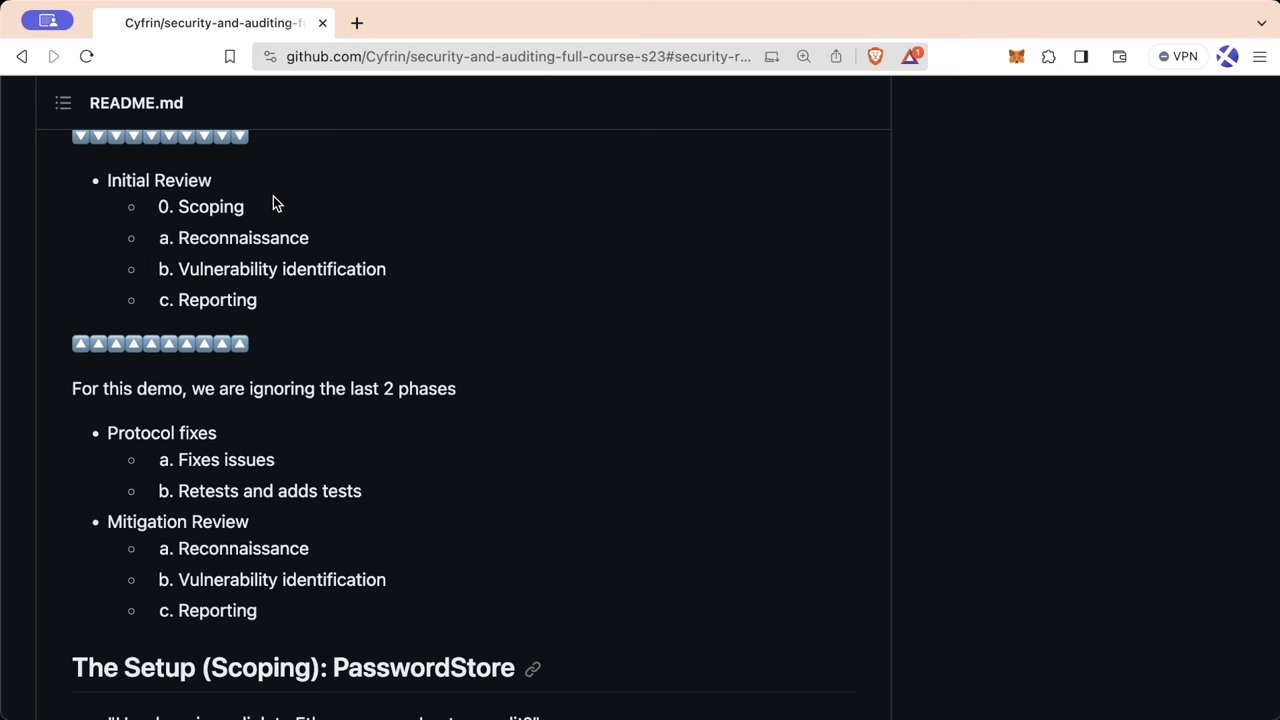 Cyfrin/security-and-auditing-f
github.com/Cyfrin/security-and-auditing-full-course-s23#security-r...
1
VPN
README.md
Initial Review
0. Scoping
a. Reconnaissance
b. Vulnerability identification
c. Reporting
For this demo, we are ignoring the last 2 phases
Protocol fixes
a. Fixes issues
b. Retests and adds tests
Mitigation Review
a. Reconnaissance
b. Vulnerability identification
c. Reporting
The Setup (Scoping): PasswordStore